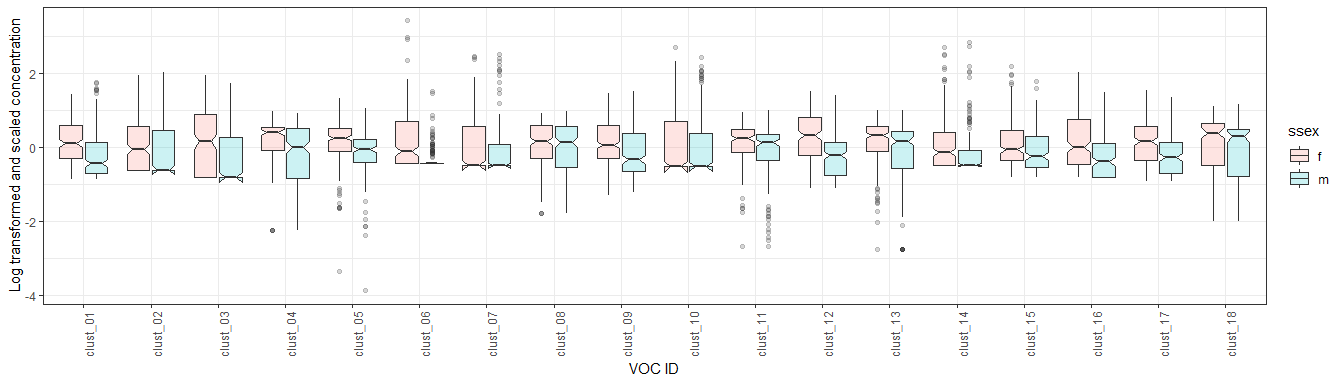 Log transformed and scaled concentration
2
0
-2
-4
clust_01
clust_02
clust_03
clust_04
clust_05
clust_06
clust_07
clust_08
clust_09
clust_10
clust_11
clust_12
clust_13
clust_14
clust_15
clust_16
clust_17
clust_18
VOC ID
ssex
f
m